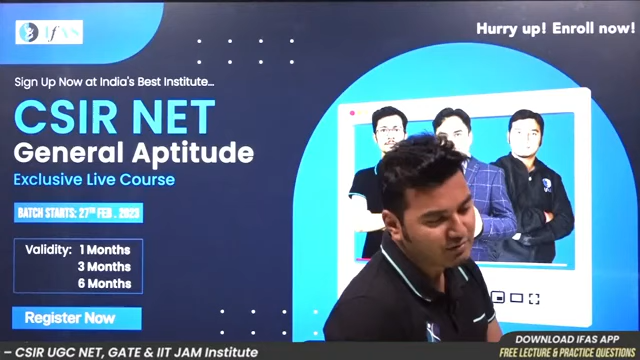 IFAS
Hurry up! Enroll now!
Sign Up Now at India's Best Institute...
CSIR NET
General Aptitude
Exclusive Live Course
BATCH STARTS: 27TH FEB . 2023
Validity: 1 Months
3 Months
6 Months
Register Now
– CSIR UGC NET, GATE & IIT JAM Institute
DOWNLOAD IFAS APP
FREE LECTURE & PRACTICE QUESTIONS